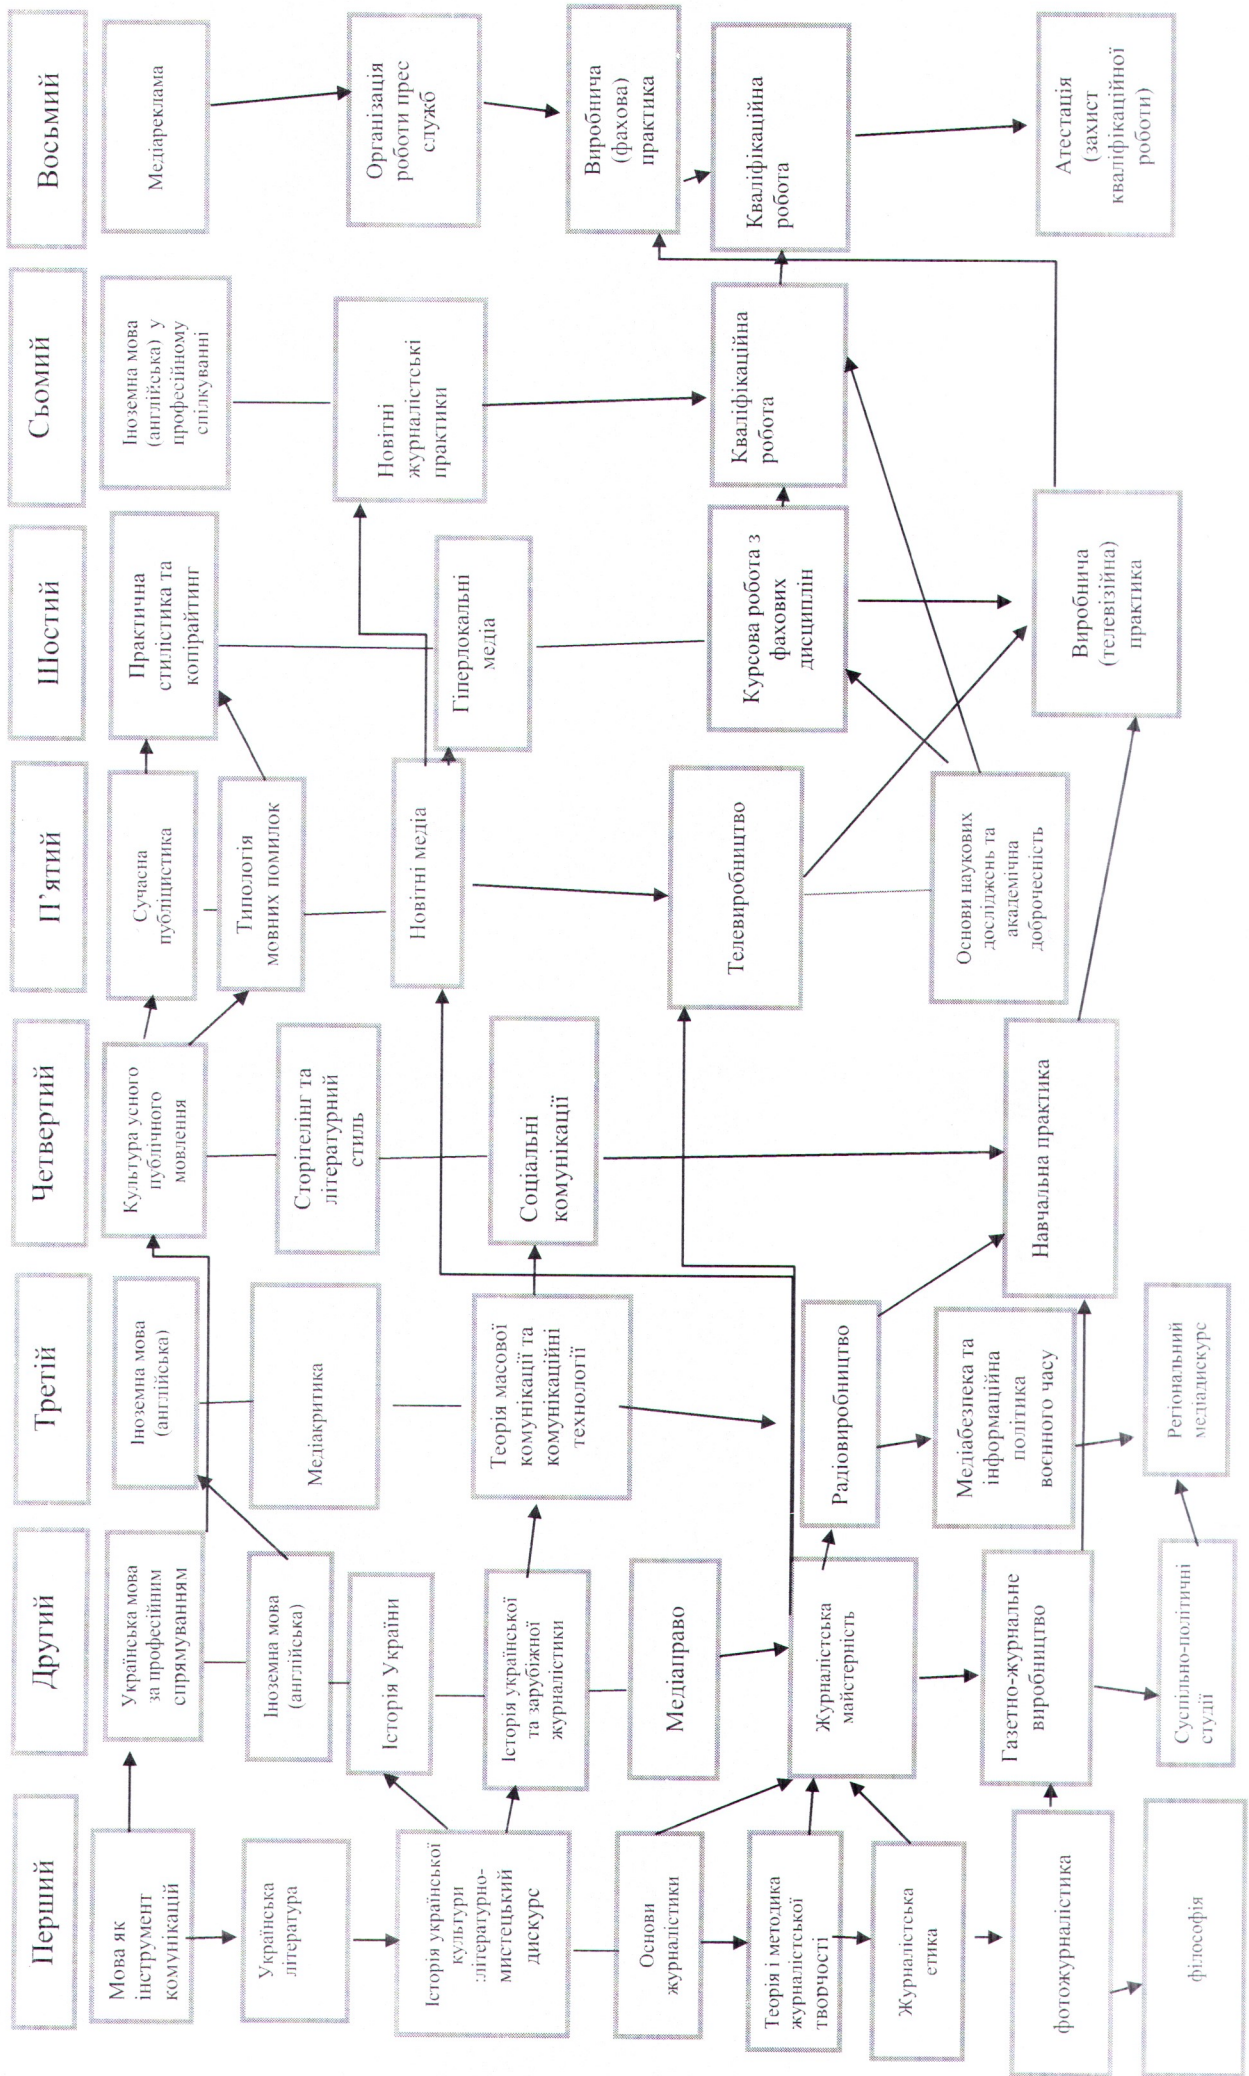 Перший
Мова як
інструмент
комунікацій
Українська
література
Історія української
культури
:літературно-
мистецький
дискурс
Основи
журналістики
Теорія і методика
журналістської
творчості
Журналістська
етика
фотожурналістика
філософія
Другий
Українська мова
за професійним
спрямуванням
Іноземна мова
(англійська)
Історія України
Історія української
та зарубіжної
журналістики
Медіаправо
Журналістська
майстерність
Газетно-журнальне
виробництво
Суспільно-політичні
студії
Третій
Іноземна мова
(англійська)
Медіакритика
Теорія масової
комунікації та
комунікаційні
технології
Радіовиробництво
Медіабезпека та
інформаційна
політика
воєнного часу
Регіональний
медіадискурс
Четвертий
Культура усного
публічного
мовлення
Сторітелінг та
літературний
стиль
Соціальні
комунікації
Навчальна практика
П’ятий
Сучасна
публіцистика
Типологія
мовних помилок
Новітні медіа
Телевиробництво
Основи наукових
досліджень та
академічна
доброчесність
Шостий
Практична
стилістика та
копірайтинг
Гіперлокальні
медіа
Курсова робота з
фахових
дисциплін
Виробнича
(телевізійна)
практика
Сьомий
Іноземна мова
(англійська) у
професійному
спілкуванні
Новітні
журналістські
практики
Кваліфікаційна
робота
Восьмий
Медіареклама
Організація
роботи прес
служб
Виробнича
(фахова)
практика
Кваліфікаційна
робота
Атестація
(захист
кваліфікаційної
роботи)